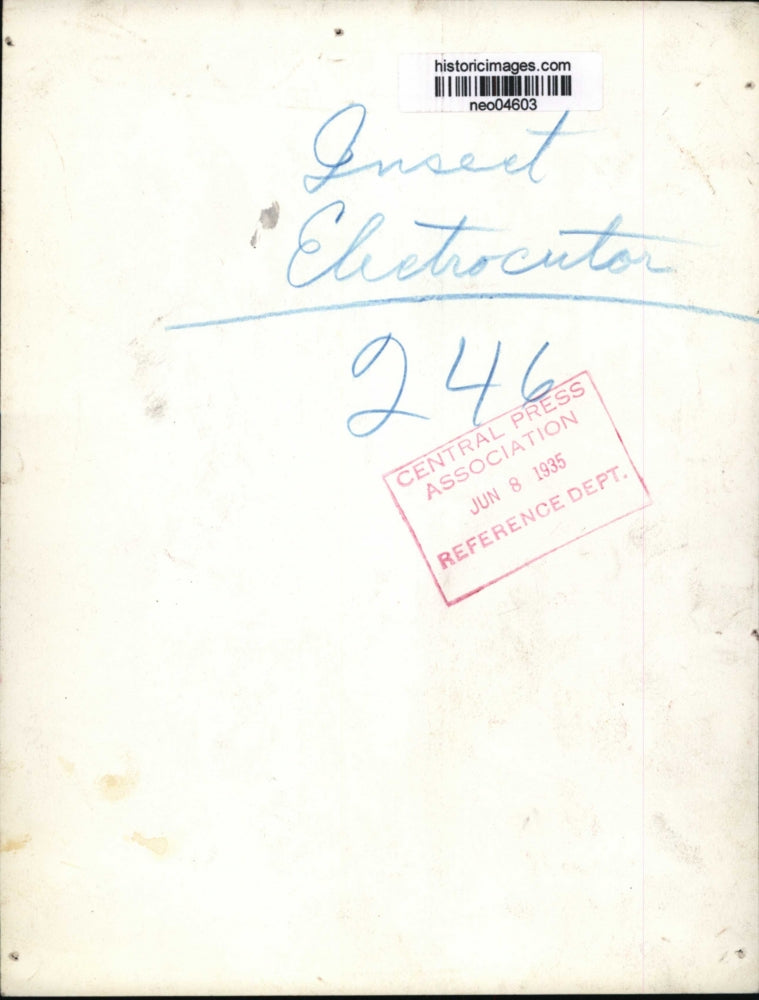 historicimages.com
neo04603
Insect
Electrocutor
246
CENTRAL PRESS
ASSOCIATION
JUN 8 1935
REFERENCE DEPT.